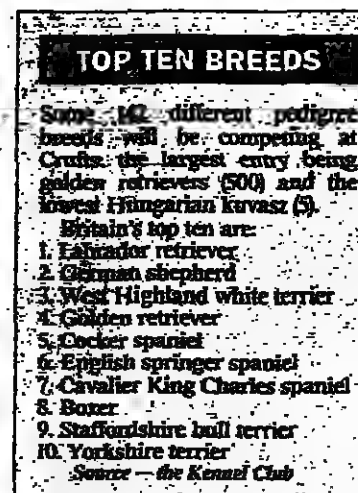 TOP TEN BREEDS
Some 142 different pedigree
breeds will be competing at
Crufts, the largest entry being
golden retrievers (500) and the
lowest Hungarian kuvasz (5).
Britain's top ten are:
1. Labrador retriever
2. German shepherd
3. West Highland white terrier
4. Golden retriever
5. Cocker spaniel
6. English springer spaniel
7. Cavalier King Charles spaniel
8. Boxer
9. Staffordshire bull terrier
10. Yorkshire terrier
Source — the Kennel Club